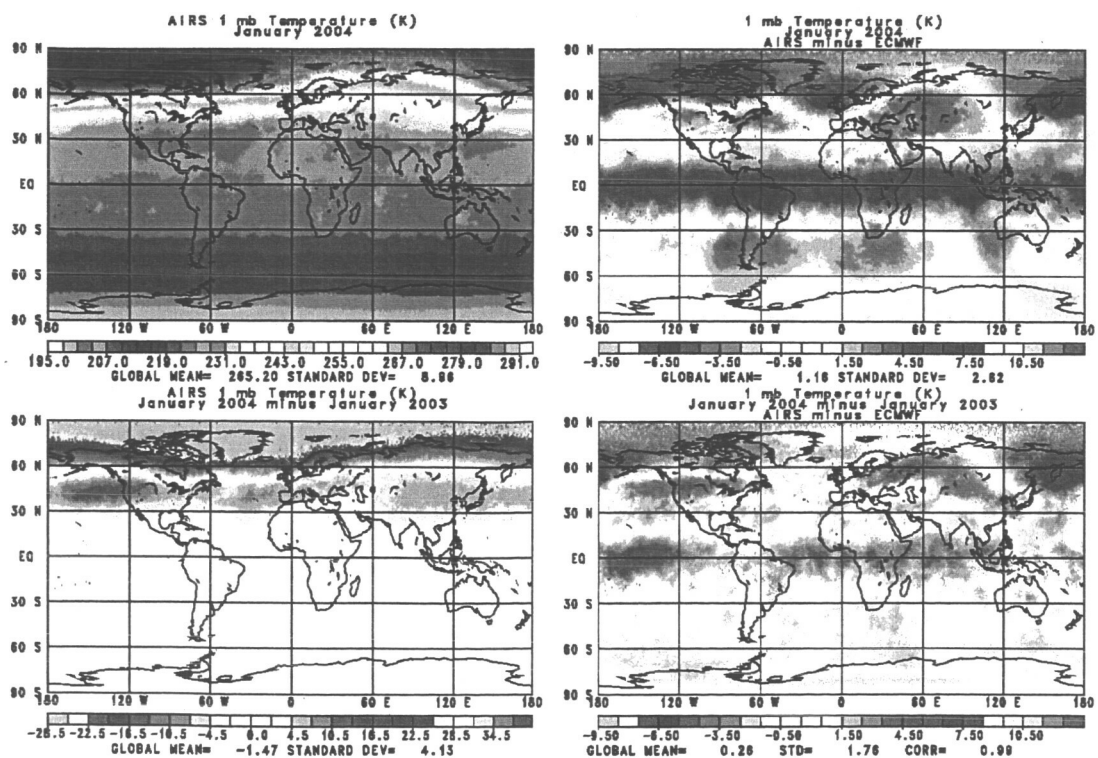 AIRS 1 mb Temperature (K)
January 2004
90 N
60 N
30 N
EQ
30 S
60 S
80 S
180 120 W 60 W 0 60 E 120 E 180
195.0 207.0 219.0 231.0 243.0 255.0 267.0 279.0 291.0
GLOBAL MEAN= 265.20 STANDARD DEV= 8.86
1 mb Temperature (K)
January 2004
AIRS minus ECMWF
90 N
60 N
30 N
EQ
30 S
60 S
80 S
180 120 W 60 W 0 60 E 120 E 180
-9.50 -6.50 -3.50 -0.50 1.50 4.50 7.50 10.50
GLOBAL MEAN= 1.16 STANDARD DEV= 2.62
AIRS 1 mb Temperature (K)
January 2004 minus January 2003
90 N
60 N
30 N
EQ
30 S
60 S
80 S
180 120 W 60 W 0 60 E 120 E 180
-28.5 -22.5 -16.5 -10.5 -4.5 0.0 4.5 10.5 16.5 22.5 28.5 34.5
GLOBAL MEAN= -1.47 STANDARD DEV= 4.13
1 mb Temperature (K)
January 2004 minus January 2003
AIRS minus ECMWF
90 N
60 N
30 N
EQ
30 S
60 S
80 S
180 120 W 60 W 0 60 E 120 E 180
-9.50 -6.50 -3.50 -0.50 1.50 4.50 7.50 10.50
GLOBAL MEAN= 0.26 STD= 1.76 CORR= 0.90